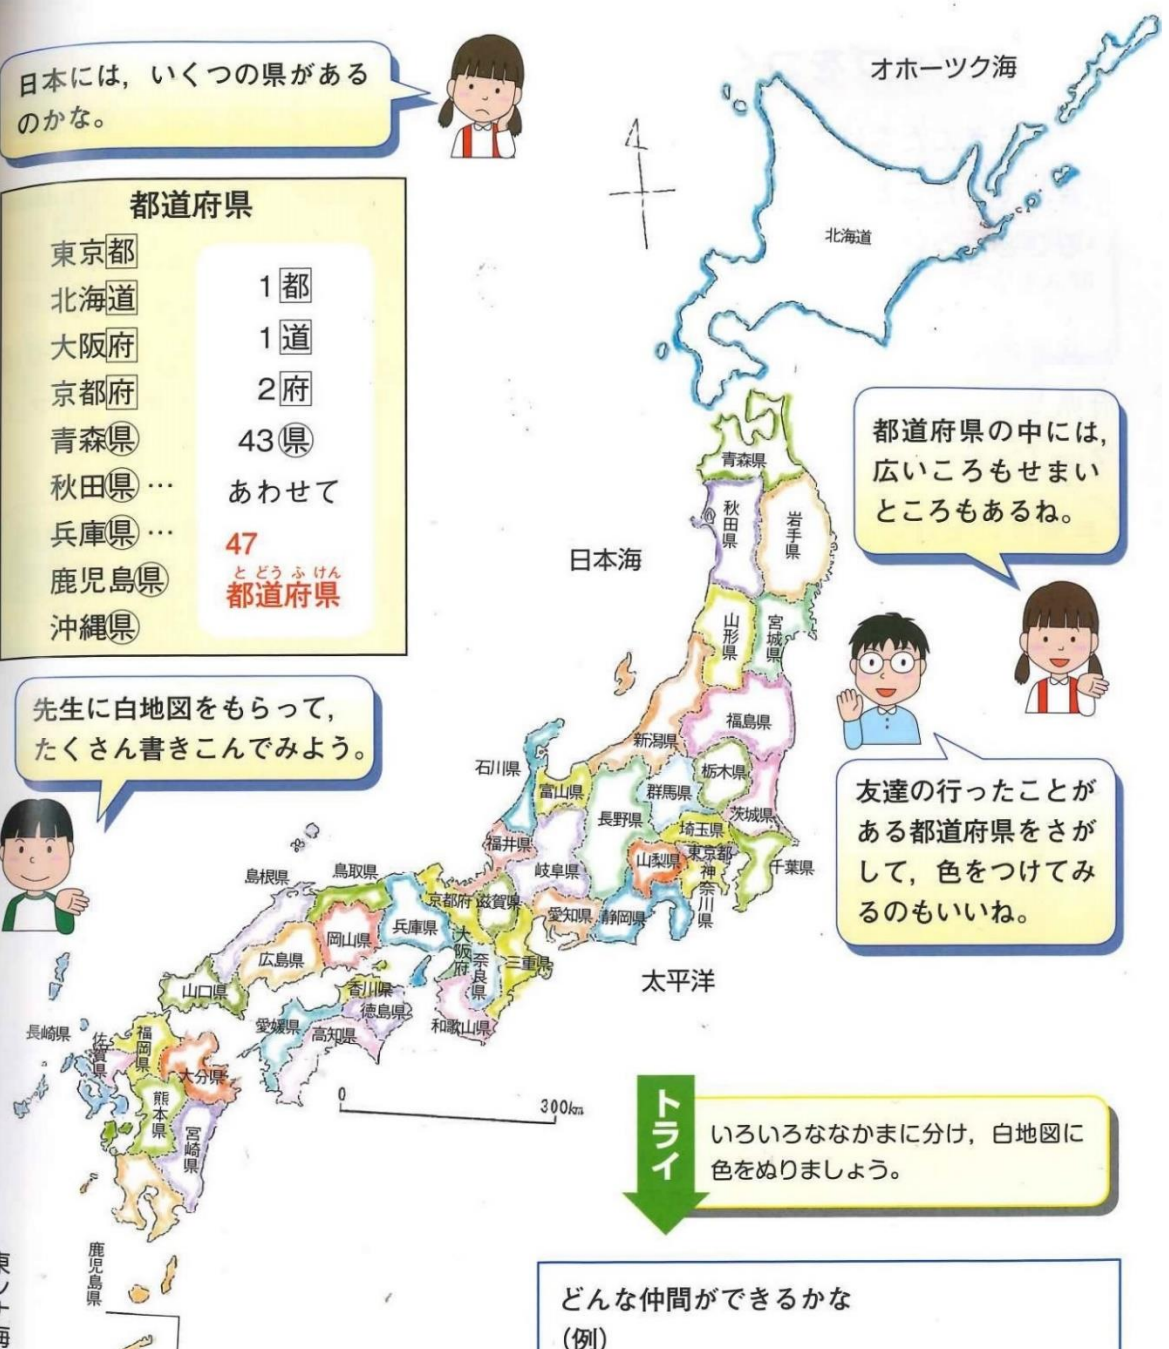 日本には，いくつの県がある
のかな。
都道府県
東京都
北海道
大阪府
京都府
青森県
秋田県…
兵庫県…
鹿児島県
沖縄県
1都
1道
2府
43県
あわせて
47
と どう ふ けん
都道府県
先生に白地図をもらって，
たくさん書きこんでみよう。
オホーツク海
北海道
都道府県の中には，
広いころもせまい
ところもあるね。
友達の行ったことが
ある都道府県をさが
して，色をつけてみ
るのもいいね。
日本海
太平洋
青森県
秋田県
岩手県
山形県
宮城県
福島県
新潟県
石川県
富山県
群馬県
栃木県
茨城県
長野県
埼玉県
福井県
岐阜県
山梨県
東京都
千葉県
神奈川県
島根県
鳥取県
京都府
滋賀県
愛知県
静岡県
岡山県
兵庫県
大阪府
奈良県
三重県
広島県
山口県
香川県
徳島県
和歌山県
愛媛県
高知県
長崎県
佐賀県
福岡県
大分県
熊本県
宮崎県
鹿児島県
0
300km
トライ
いろいろななかまに分け，白地図に
色をぬりましょう。
どんな仲間ができるかな
（例）